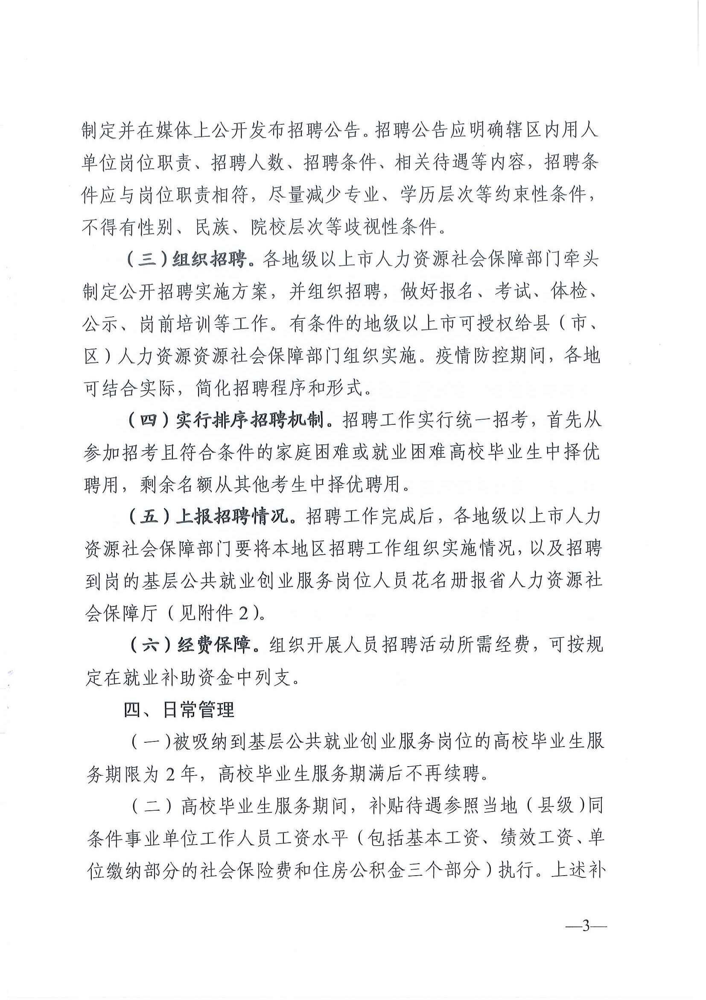 制定并在媒体上公开发布招聘公告。招聘公告应明确辖区内用人
单位岗位职责、招聘人数、招聘条件、相关待遇等内容，招聘条
件应与岗位职责相符，尽量减少专业、学历层次等约束性条件，
不得有性别、民族、院校层次等歧视性条件。
（三）组织招聘。各地级以上市人力资源社会保障部门牵头
制定公开招聘实施方案，并组织招聘，做好报名、考试、体检、
公示、岗前培训等工作。有条件的地级以上市可授权给县（市、
区）人力资源资源社会保障部门组织实施。疫情防控期间，各地
可结合实际，简化招聘程序和形式。
（四）实行排序招聘机制。招聘工作实行统一招考，首先从
参加招考且符合条件的家庭困难或就业困难高校毕业生中择优
聘用，剩余名额从其他考生中择优聘用。
（五）上报招聘情况。招聘工作完成后，各地级以上市人力
资源社会保障部门要将本地区招聘工作组织实施情况，以及招聘
到岗的基层公共就业创业服务岗位人员花名册报省人力资源社
会保障厅（见附件2）。
（六）经费保障。组织开展人员招聘活动所需经费，可按规
定在就业补助资金中列支。
四、日常管理
（一）被吸纳到基层公共就业创业服务岗位的高校毕业生服
务期限为2年，高校毕业生服务期满后不再续聘。
（二）高校毕业生服务期间，补贴待遇参照当地（县级）同
条件事业单位工作人员工资水平（包括基本工资、绩效工资、单
位缴纳部分的社会保险费和住房公积金三个部分）执行。上述补
—3—